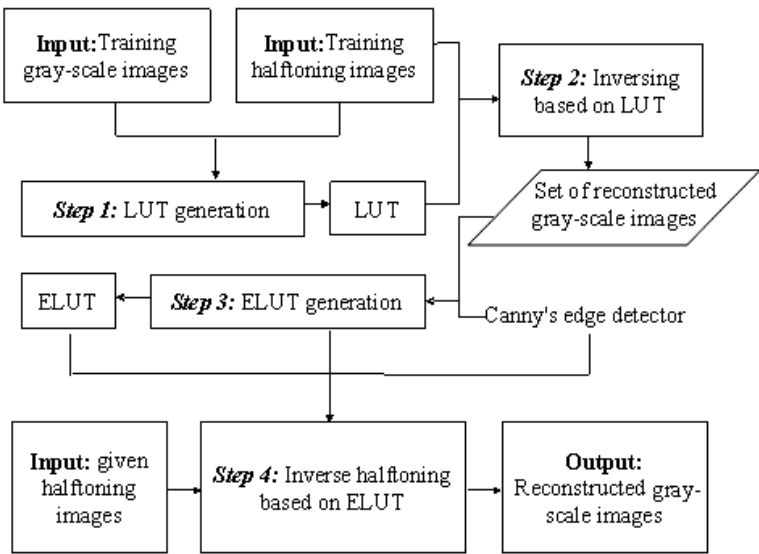 Input: Training
gray-scale images
Input: Training
halftoning images
Step 2: Inversing
based on LUT
Step 1: LUT generation
LUT
Set of reconstructed
gray-scale images
ELUT
Step 3: ELUT generation
Canny's edge detector
Input: given
halftoning
images
Step 4: Inverse halftoning
based on ELUT
Output:
Reconstructed gray-
scale images